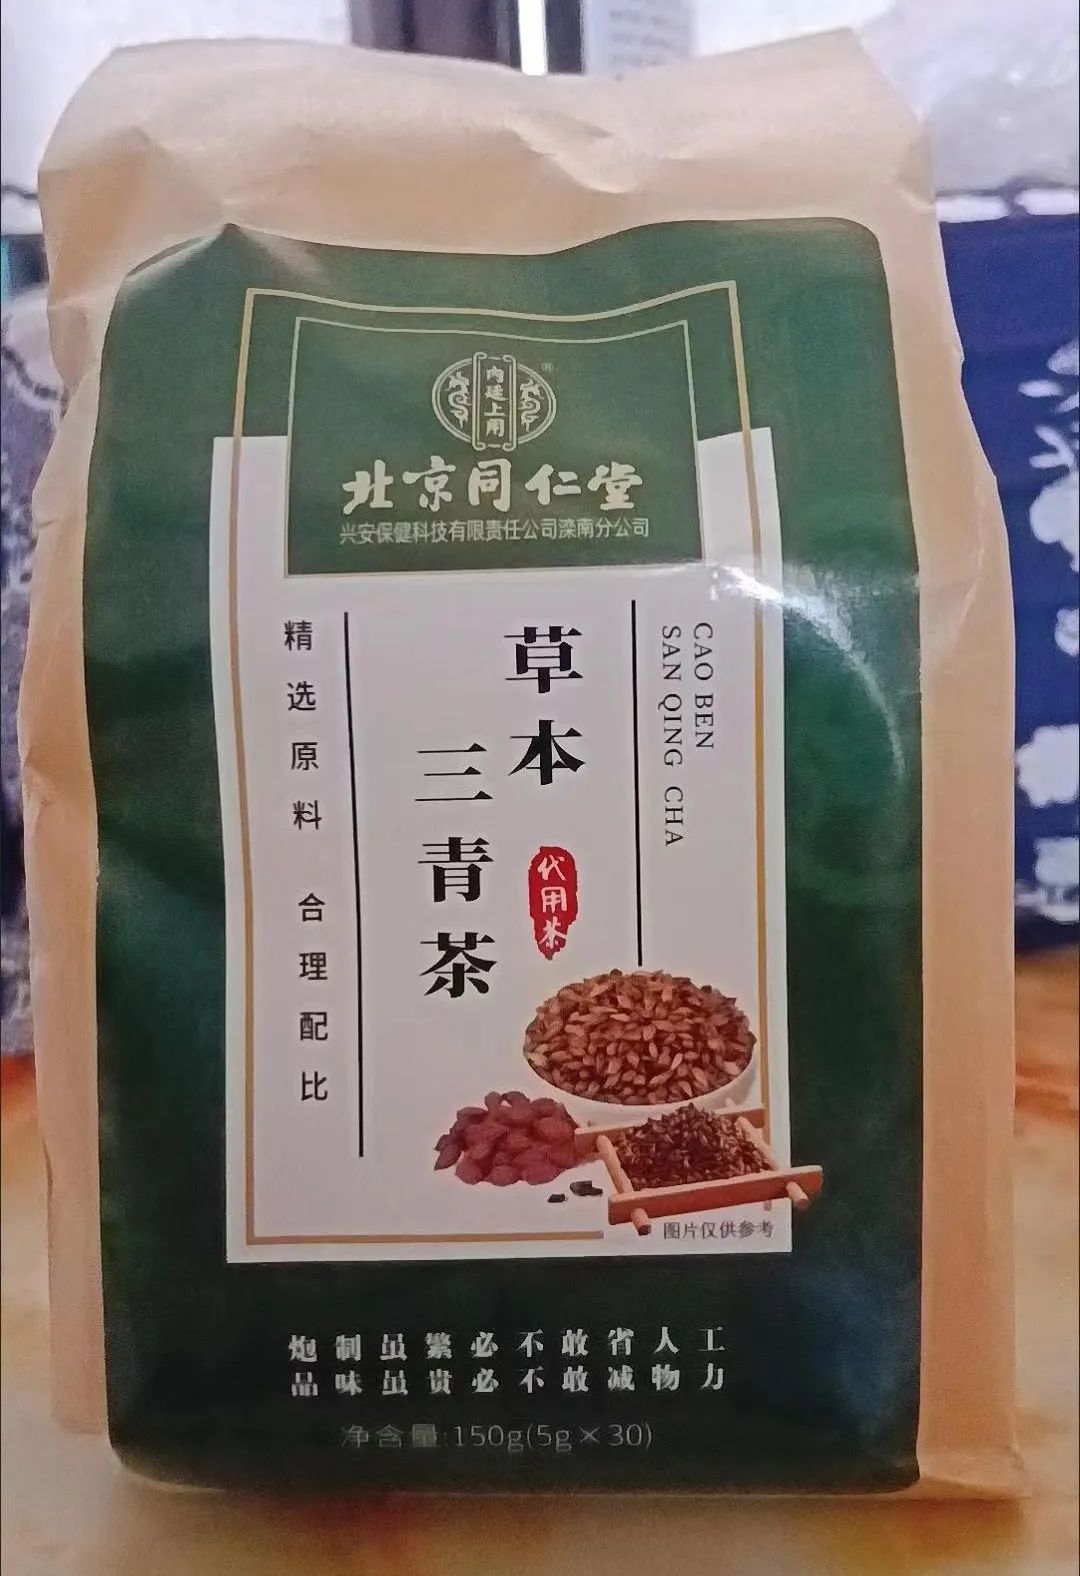 内廷上用
®
北京同仁堂
兴安保健科技有限责任公司滦南分公司
CAO BEN
SAN QING CHA
草本
三青茶
代用茶
精选原料 合理配比
图片仅供参考
炮制虽繁必不敢省人工
品味虽贵必不敢减物力
净含量:150g(5g×30)